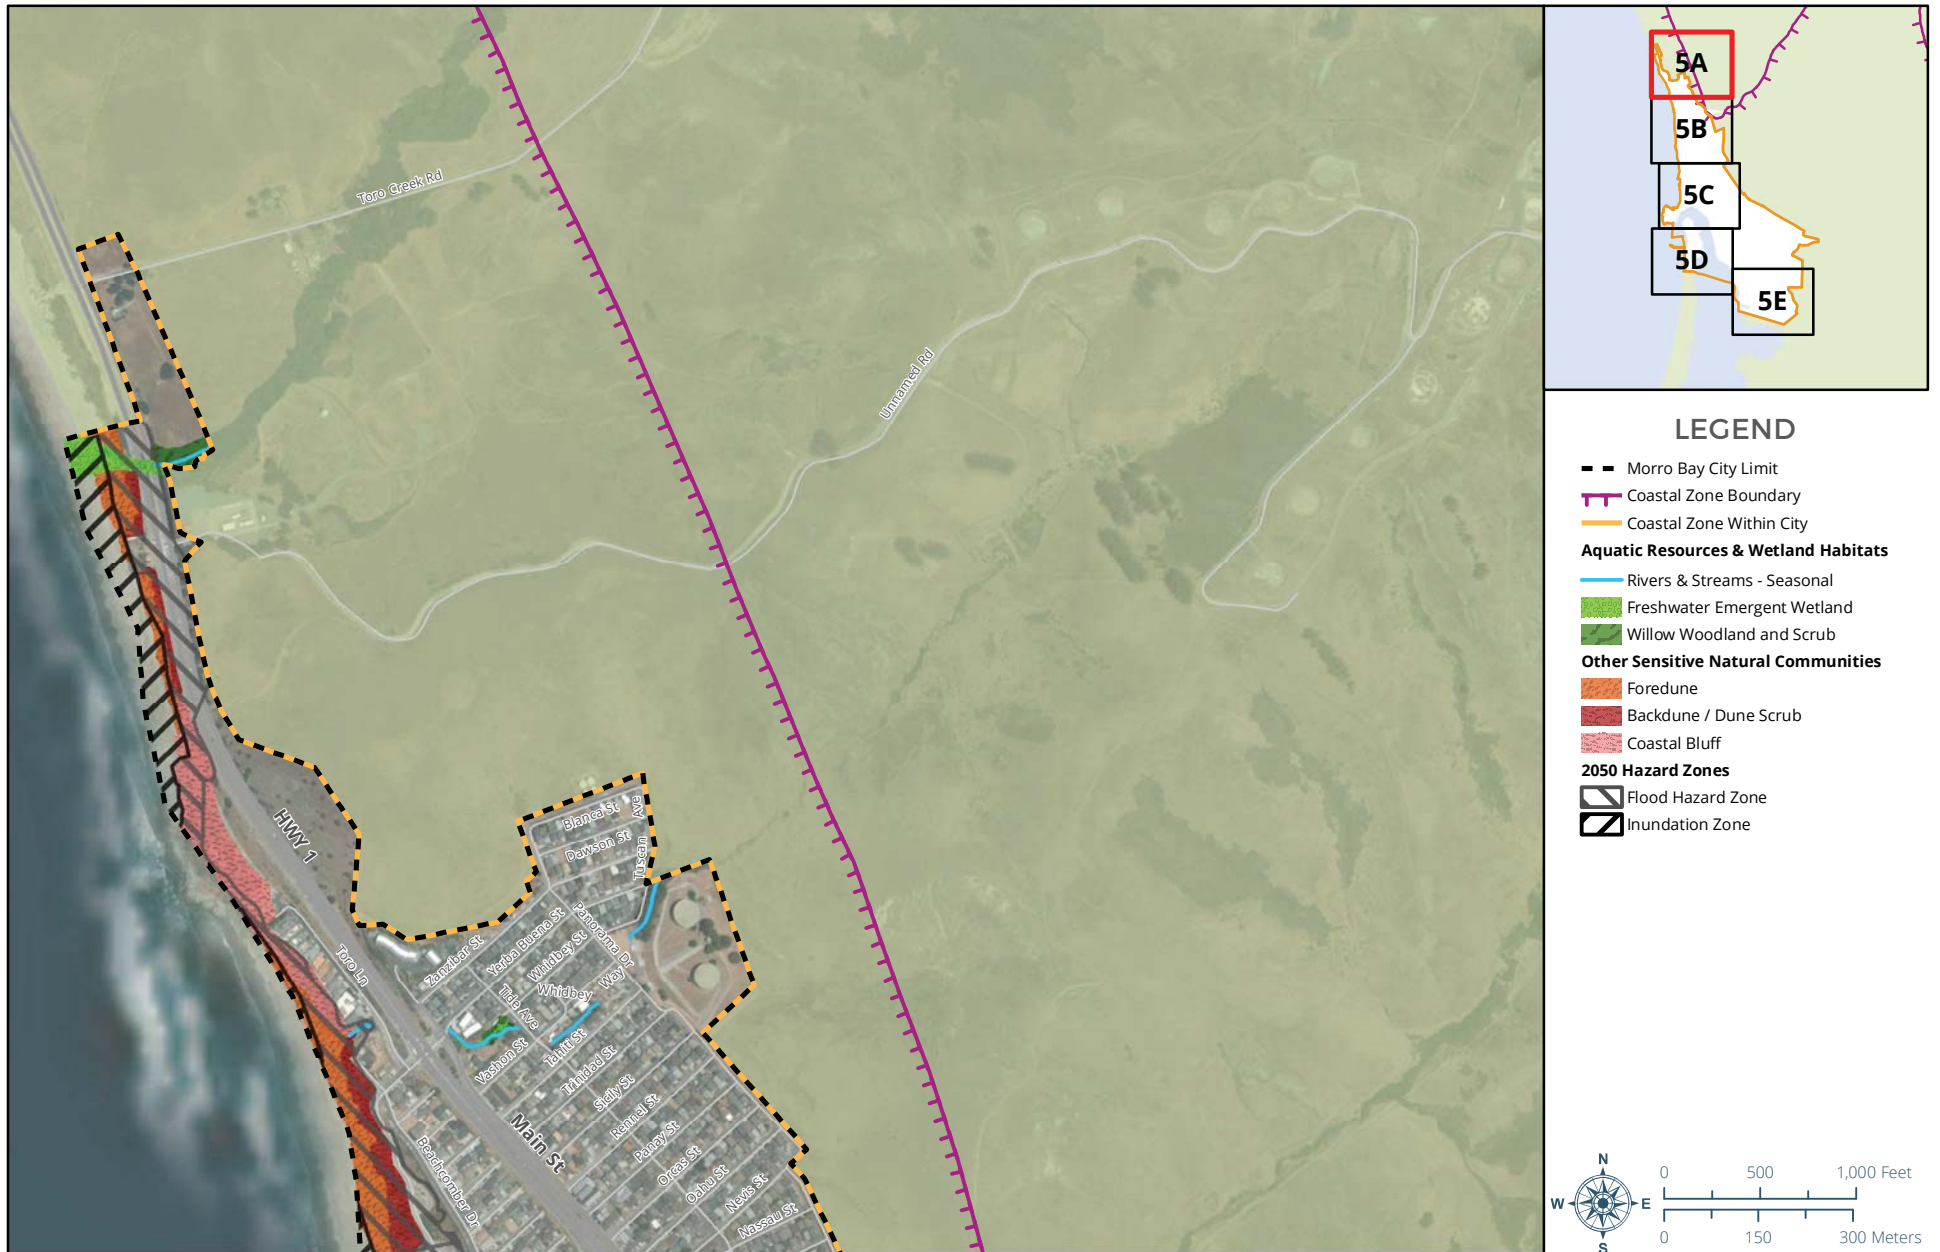 Toro Creek Rd
Unnamed Rd
HWY 1
Blanca St
Dawson St
Tuscan Ave
Panorama Dr
Zanzibar St
Yerba Buena St
Whidbey St
Whidbey Way
Tide Ave
Toro Ln
Vashon St
Tahiti St
Trinidad St
Sicily St
Rennel St
Panay St
Orcas St
Oahu St
Nevis St
Nassau St
Main St
Beachcomber Dr
5A
5B
5C
5D
5E
LEGEND
Morro Bay City Limit
Coastal Zone Boundary
Coastal Zone Within City
Aquatic Resources & Wetland Habitats
Rivers & Streams - Seasonal
Freshwater Emergent Wetland
Willow Woodland and Scrub
Other Sensitive Natural Communities
Foredune
Backdune / Dune Scrub
Coastal Bluff
2050 Hazard Zones
Flood Hazard Zone
Inundation Zone
N
W E
S
0 500 1,000 Feet
0 150 300 Meters